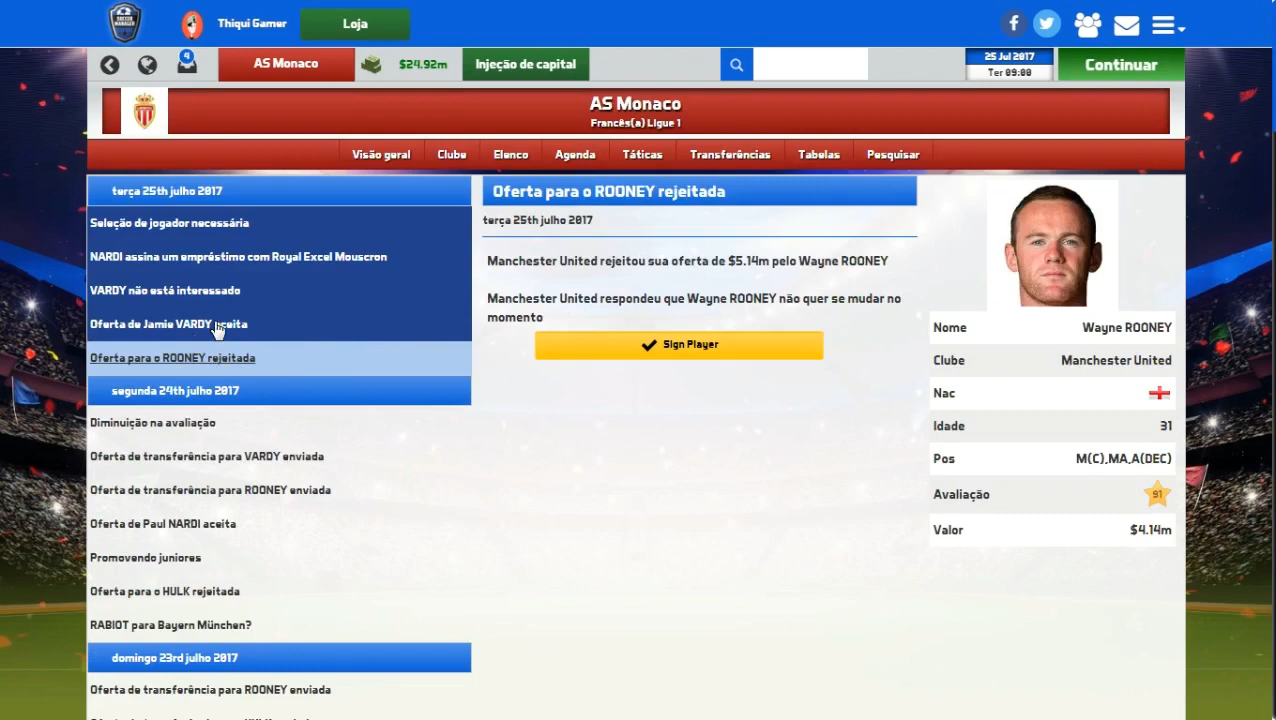 SOCCER MANAGER
Thiqui Gamer
Loja
9
AS Monaco
$24.92m
Injeção de capital
25 Jul 2017
Ter 09:00
Continuar
AS Monaco
Francês(a) Ligue 1
Visão geral
Clube
Elenco
Agenda
Táticas
Transferências
Tabelas
Pesquisar
terça 25th julho 2017
Seleção de jogador necessária
NARDI assina um empréstimo com Royal Excel Mouscron
VARDY não está interessado
Oferta de Jamie VARDY aceita
Oferta para o ROONEY rejeitada
segunda 24th julho 2017
Diminuição na avaliação
Oferta de transferência para VARDY enviada
Oferta de transferência para ROONEY enviada
Oferta de Paul NARDI aceita
Promovendo juniores
Oferta para o HULK rejeitada
RABIOT para Bayern München?
domingo 23rd julho 2017
Oferta de transferência para ROONEY enviada
Oferta para o ROONEY rejeitada
terça 25th julho 2017
Manchester United rejeitou sua oferta de $5.14m pelo Wayne ROONEY
Manchester United respondeu que Wayne ROONEY não quer se mudar no
momento
Sign Player
Nome Wayne ROONEY
Clube Manchester United
Nac
Idade 31
Pos M(C),MA,A(DEC)
Avaliação 91
Valor $4.14m